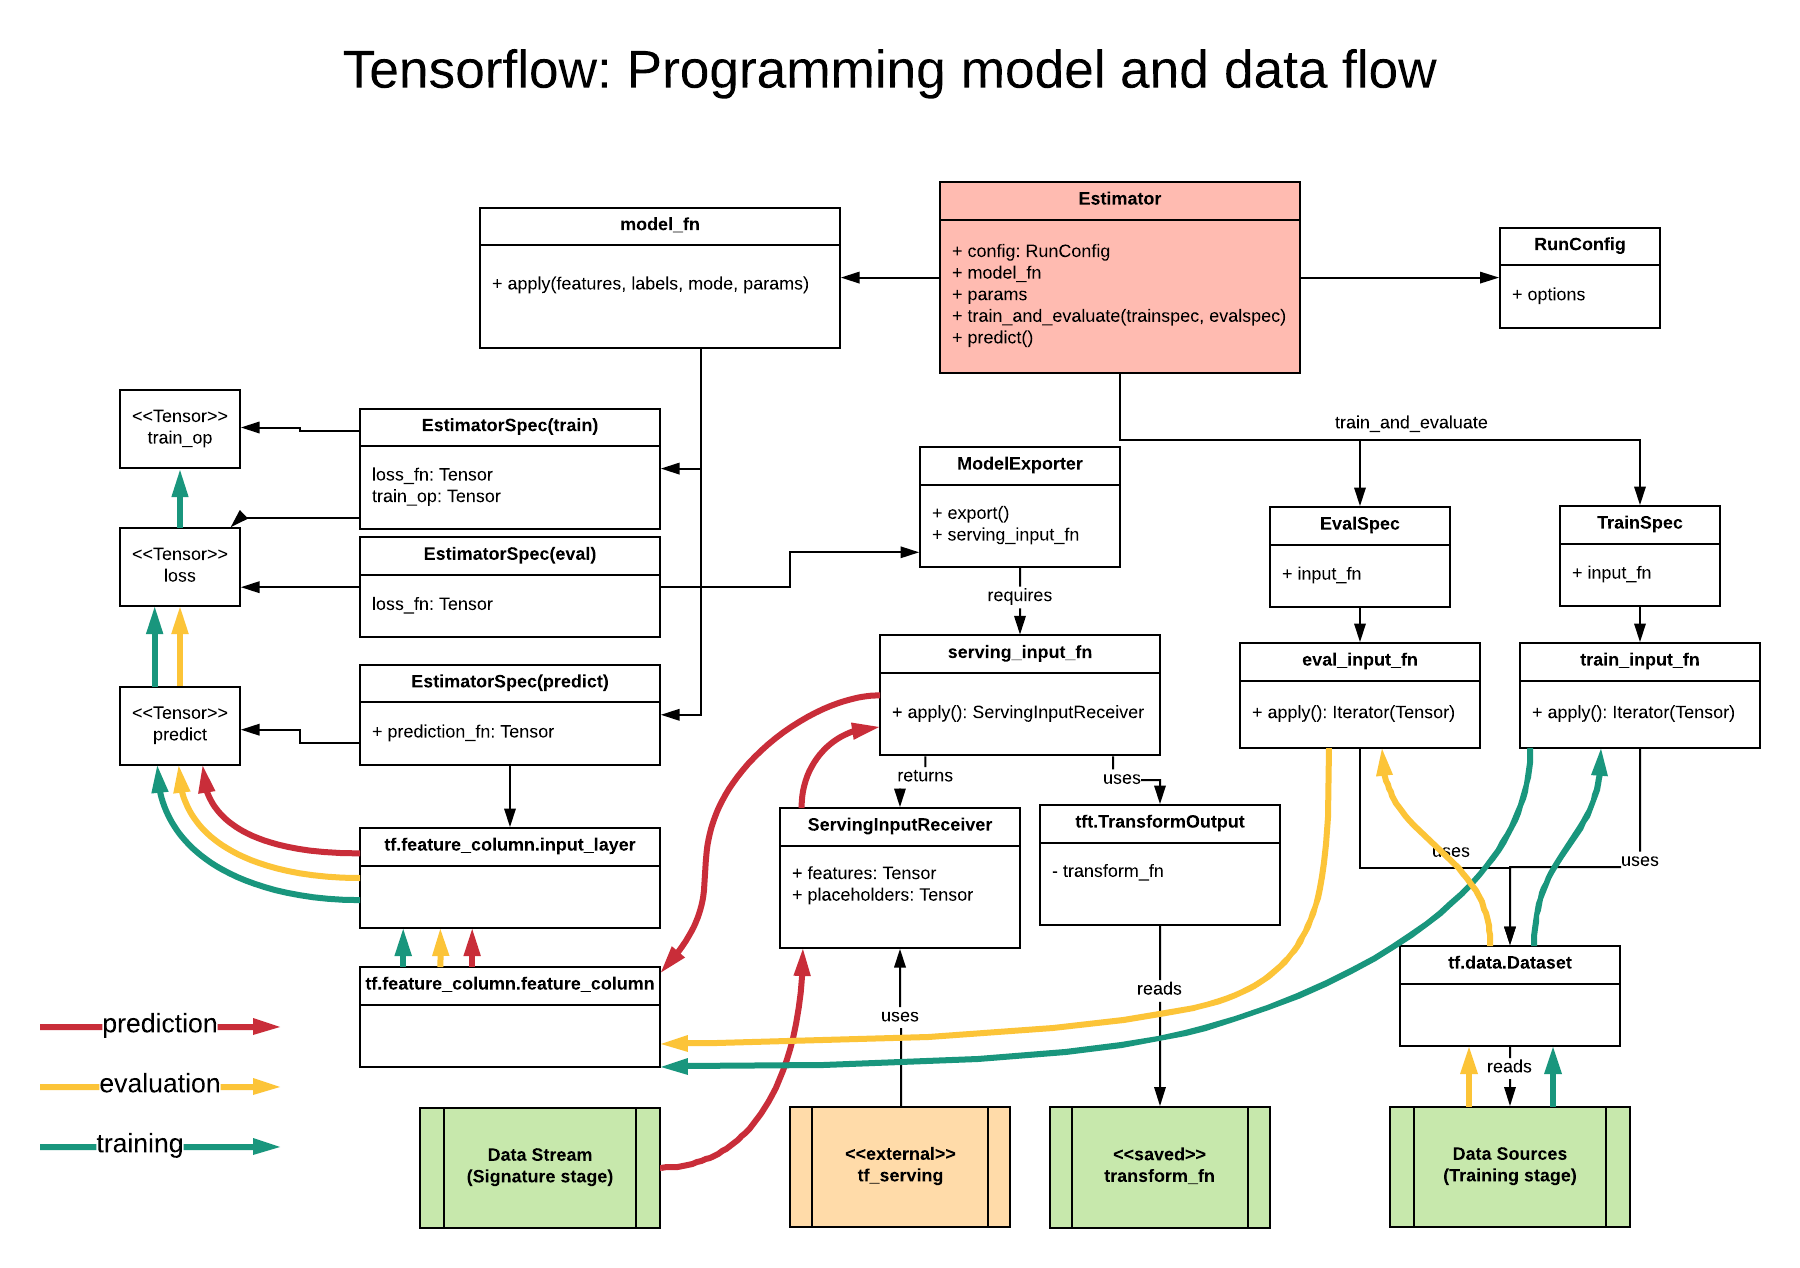 Tensorflow: Programming model and data flow
Estimator
+ config: RunConfig
+ model_fn
+ params
+ train_and_evaluate(trainspec, evalspec)
+ predict()
model_fn
+ apply(features, labels, mode, params)
RunConfig
+ options
<<Tensor>>
train_op
EstimatorSpec(train)
loss_fn: Tensor
train_op: Tensor
train_and_evaluate
ModelExporter
+ export()
+ serving_input_fn
EvalSpec
+ input_fn
TrainSpec
+ input_fn
<<Tensor>>
loss
EstimatorSpec(eval)
loss_fn: Tensor
requires
serving_input_fn
+ apply(): ServingInputReceiver
eval_input_fn
+ apply(): Iterator(Tensor)
train_input_fn
+ apply(): Iterator(Tensor)
<<Tensor>>
predict
EstimatorSpec(predict)
+ prediction_fn: Tensor
returns
uses
tf.feature_column.input_layer
ServingInputReceiver
+ features: Tensor
+ placeholders: Tensor
tft.TransformOutput
- transform_fn
uses
uses
tf.feature_column.feature_column
tf.data.Dataset
reads
uses
reads
prediction
evaluation
training
Data Stream
(Signature stage)
<<external>>
tf_serving
<<saved>>
transform_fn
Data Sources
(Training stage)